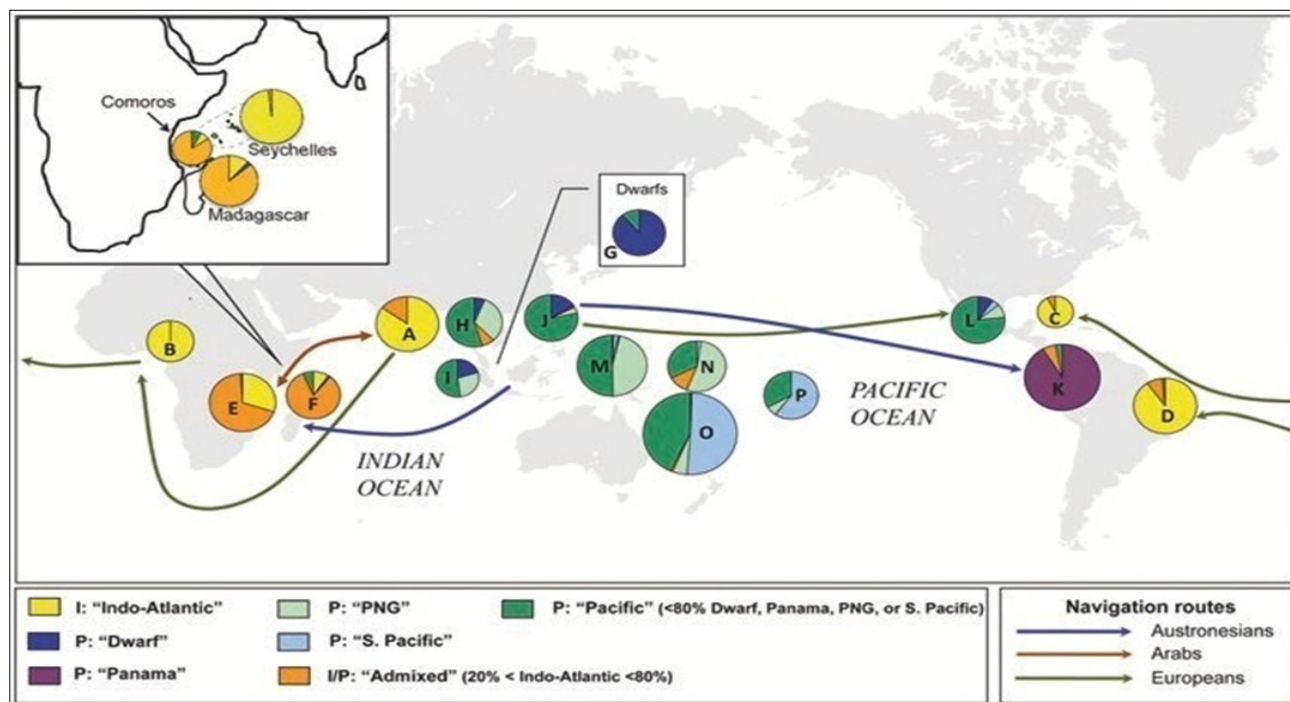 Comoros
Seychelles
Madagascar
Dwarfs
G
A
B
C
D
E
F
H
I
J
K
L
M
N
O
P
INDIAN
OCEAN
PACIFIC
OCEAN
I: “Indo-Atlantic”
P: “Dwarf”
P: “Panama”
P: “PNG”
P: “S. Pacific”
I/P: “Admixed” (20% < Indo-Atlantic <80%)
P: “Pacific” (<80% Dwarf, Panama, PNG, or S. Pacific)
Navigation routes
Austronesians
Arabs
Europeans